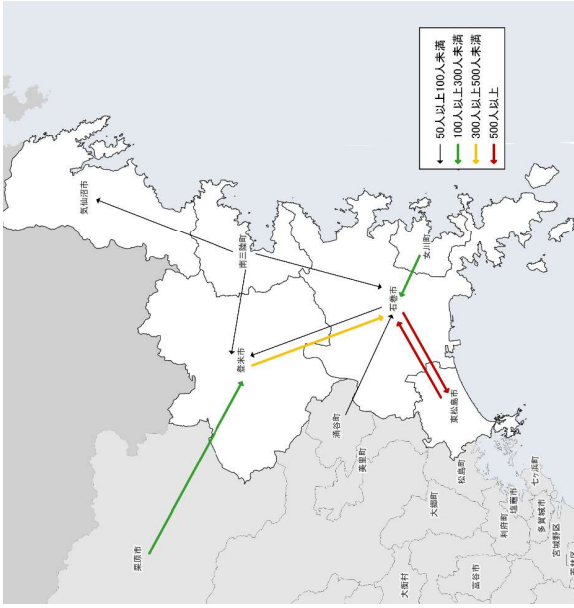 50人以上100人未満
100人以上300人未満
300人以上500人未満
500人以上
気仙沼市
南三陸町
女川町
石巻市
登米市
東松島市
涌谷町
美里町
松島町
大郷町
七ヶ浜町
利府町
塩竈市
多賀城市
宮城野区
栗原市
大衡村
富谷市